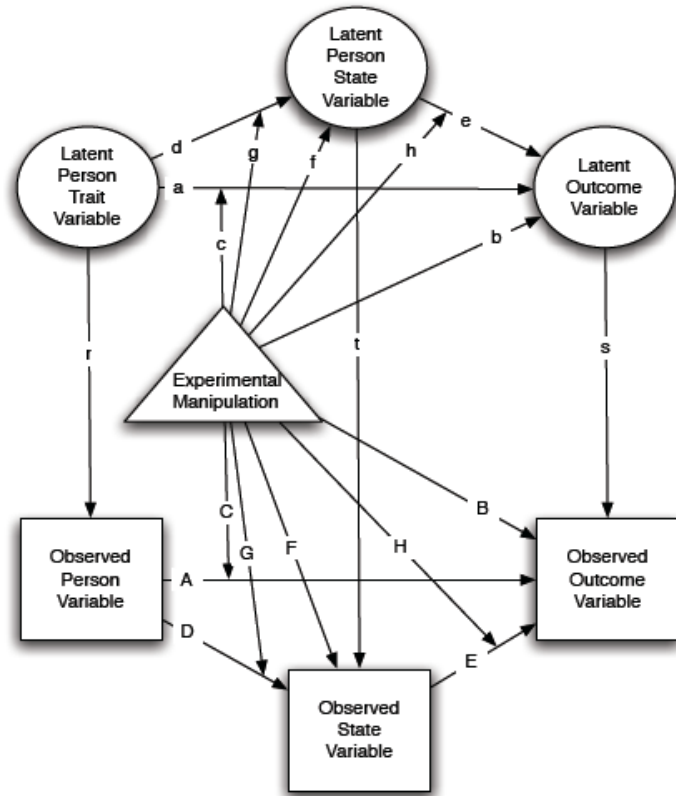 Latent
Person
State
Variable
d
g
f
h
e
Latent
Person
Trait
Variable
a
Latent
Outcome
Variable
c
b
r
t
s
Experimental
Manipulation
C
G
F
H
B
Observed
Person
Variable
A
Observed
Outcome
Variable
D
E
Observed
State
Variable